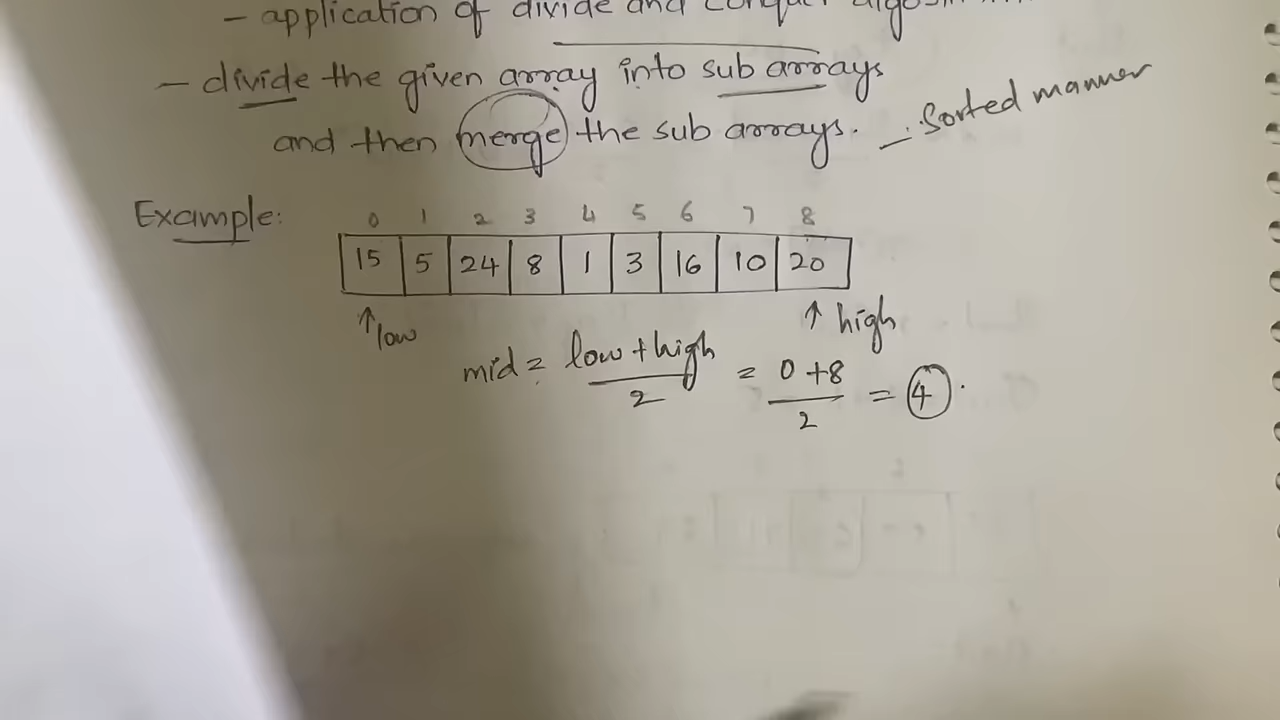 - application of divide and conquer
- divide the given array into sub arrays
and then merge the sub arrays. - Sorted manner
Example:
0 1 2 3 4 5 6 7 8
15 5 24 8 1 3 16 10 20
↑ low ↑ high
mid = low + high / 2 = 0 + 8 / 2 = 4.